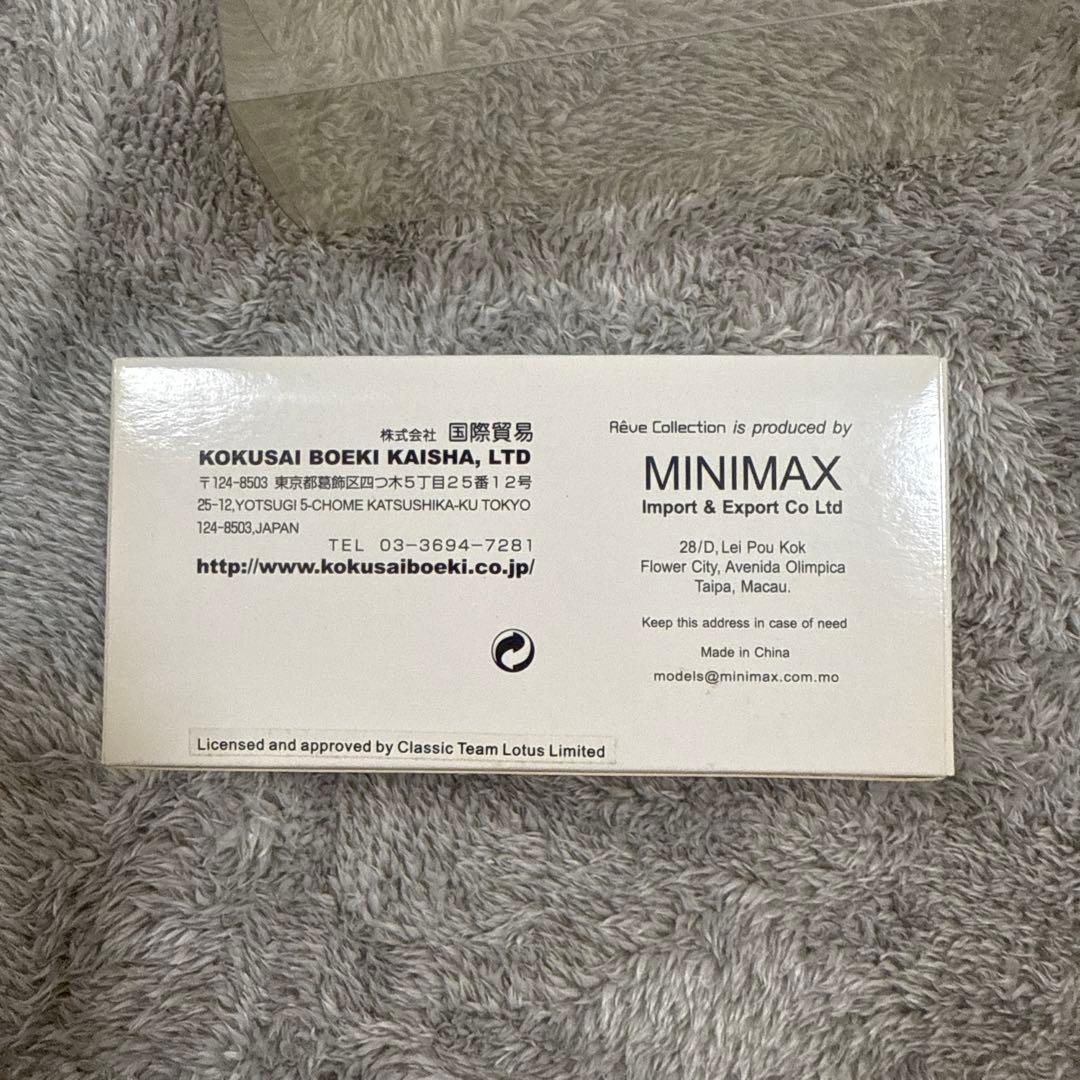 株式会社 国際貿易
KOKUSAI BOEKI KAISHA, LTD
〒124-8503 東京都葛飾区四つ木5丁目25番12号
25-12,YOTSUGI 5-CHOME KATSUSHIKA-KU TOKYO
124-8503,JAPAN
TEL 03-3694-7281
http://www.kokusaiboeki.co.jp/
Licensed and approved by Classic Team Lotus Limited
Rêve Collection is produced by
MINIMAX
Import & Export Co Ltd
28/D, Lei Pou Kok
Flower City, Avenida Olimpica
Taipa, Macau.
Keep this address in case of need
Made in China
models@minimax.com.mo